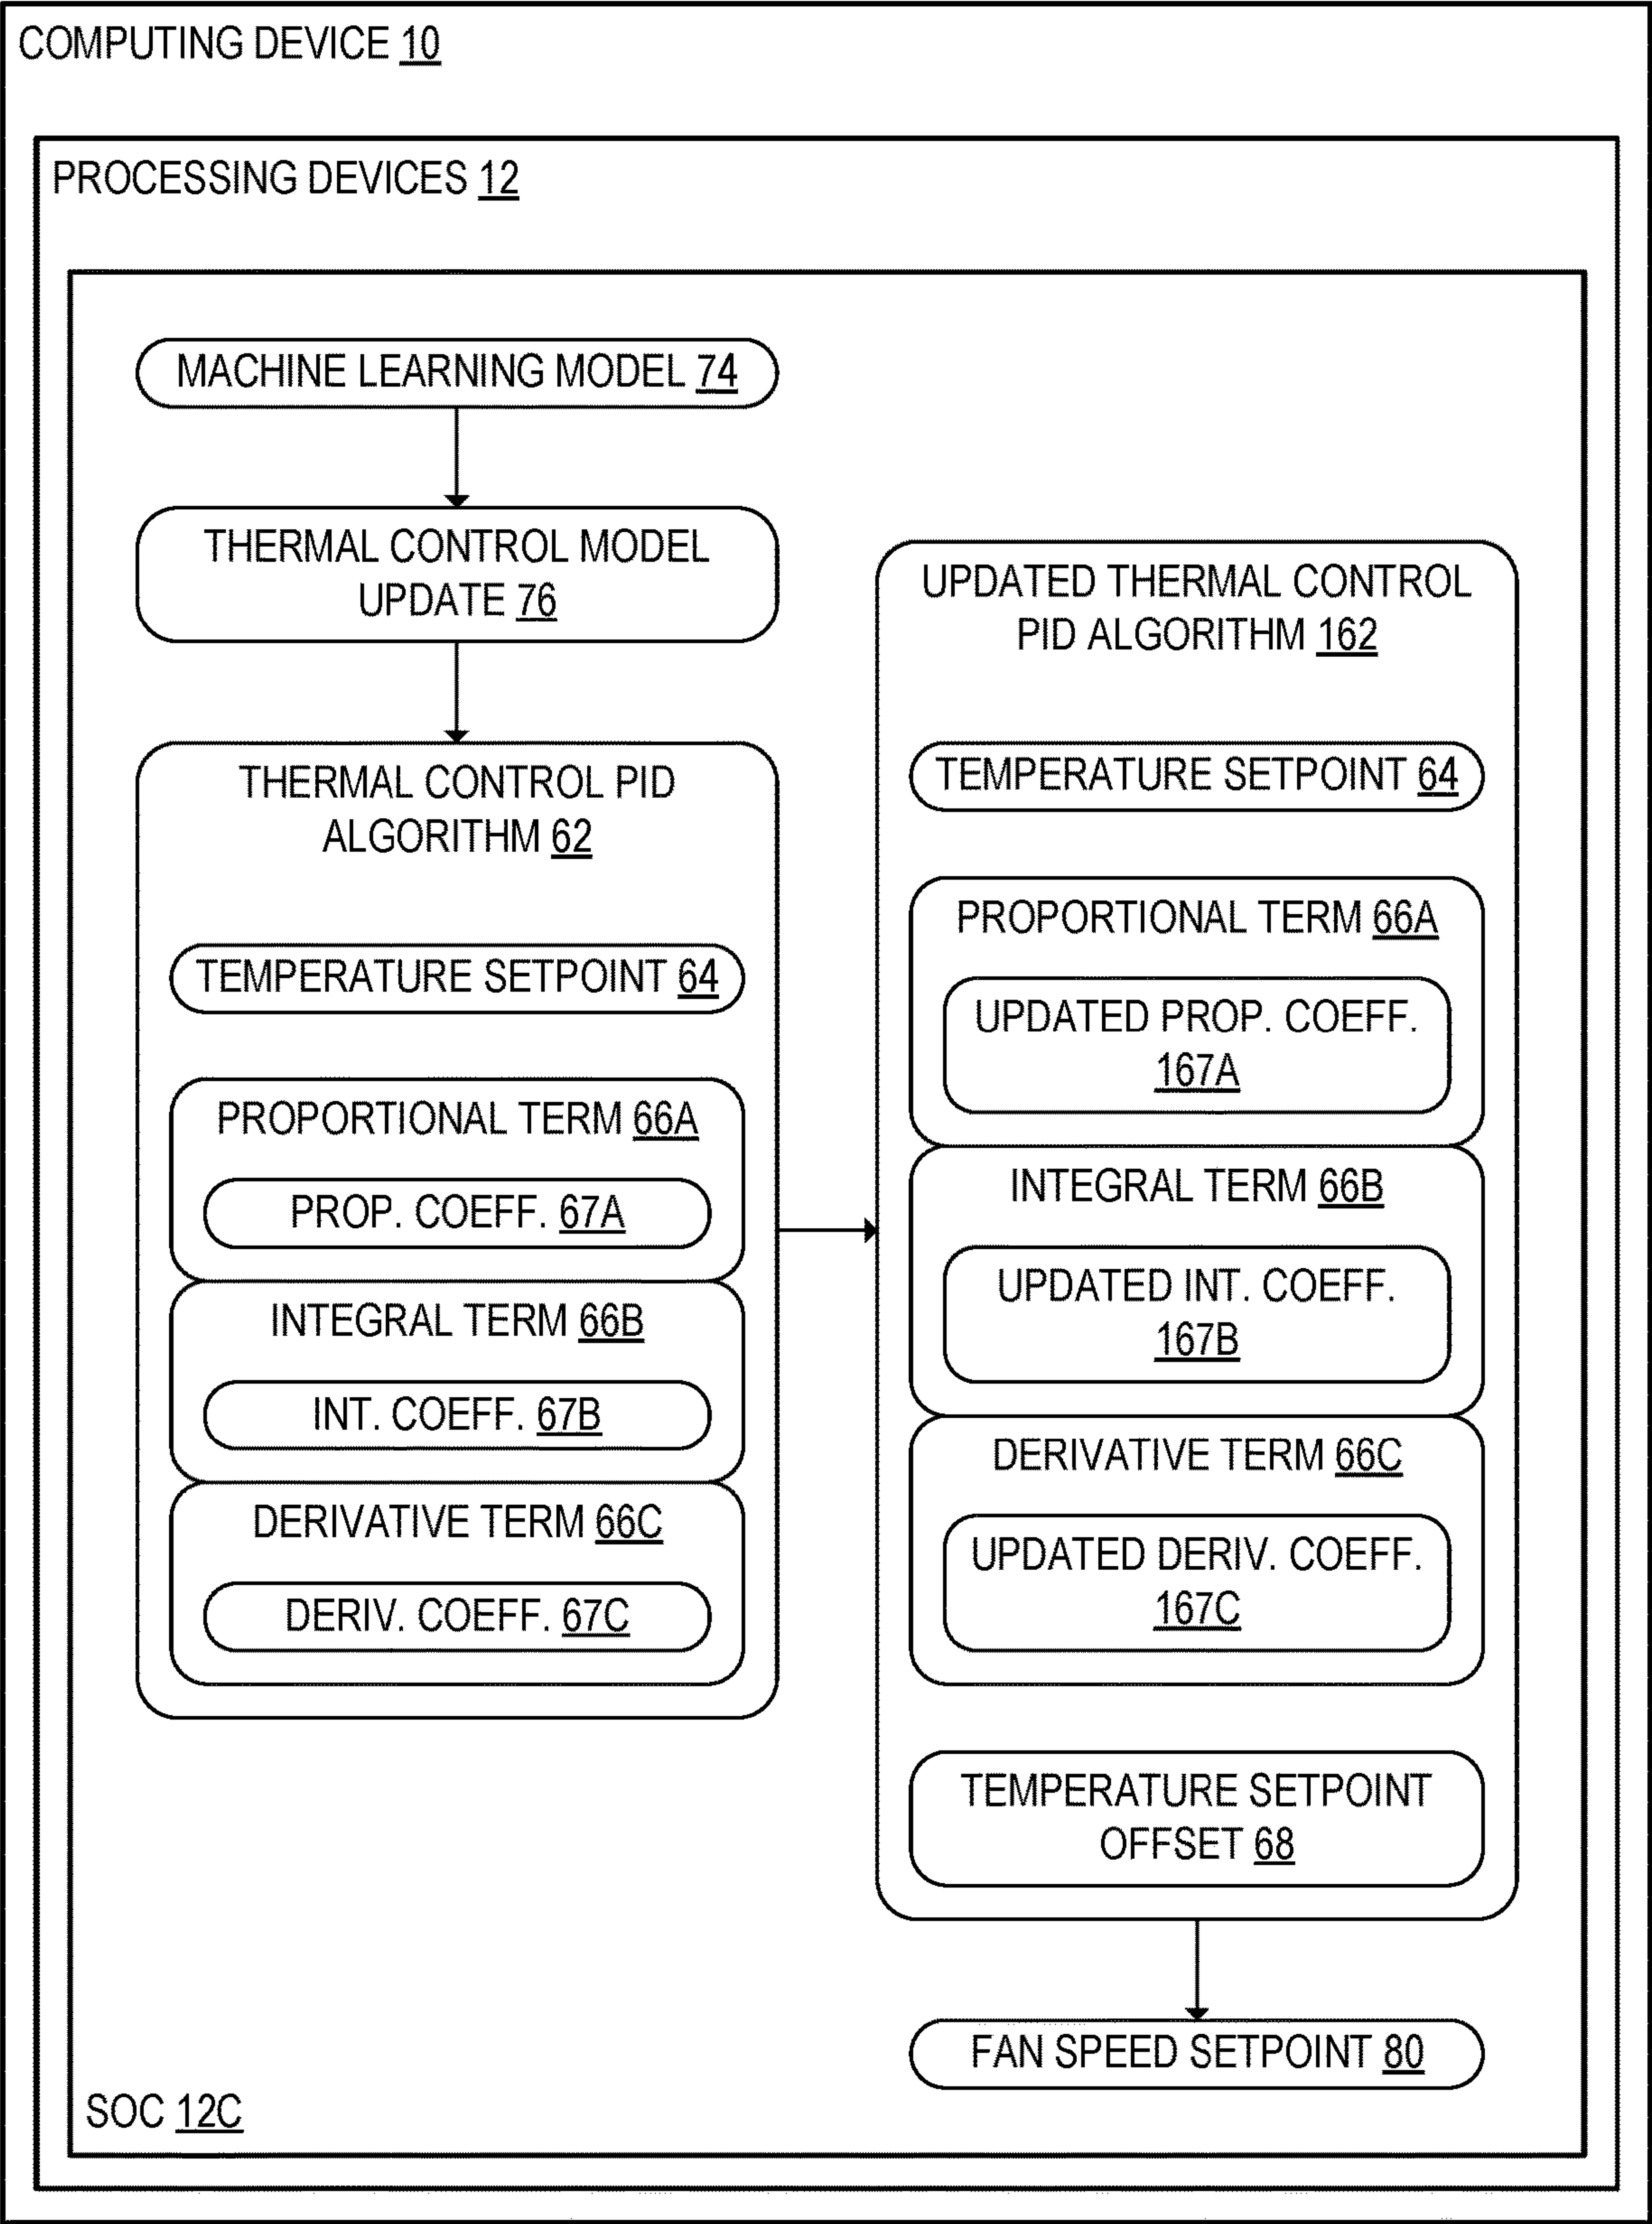 COMPUTING DEVICE 10
PROCESSING DEVICES 12
MACHINE LEARNING MODEL 74
THERMAL CONTROL MODEL
UPDATE 76
THERMAL CONTROL PID
ALGORITHM 62
TEMPERATURE SETPOINT 64
PROPORTIONAL TERM 66A
PROP. COEFF. 67A
INTEGRAL TERM 66B
INT. COEFF. 67B
DERIVATIVE TERM 66C
DERIV. COEFF. 67C
UPDATED THERMAL CONTROL
PID ALGORITHM 162
TEMPERATURE SETPOINT 64
PROPORTIONAL TERM 66A
UPDATED PROP. COEFF.
167A
INTEGRAL TERM 66B
UPDATED INT. COEFF.
167B
DERIVATIVE TERM 66C
UPDATED DERIV. COEFF.
167C
TEMPERATURE SETPOINT
OFFSET 68
FAN SPEED SETPOINT 80
SOC 12C